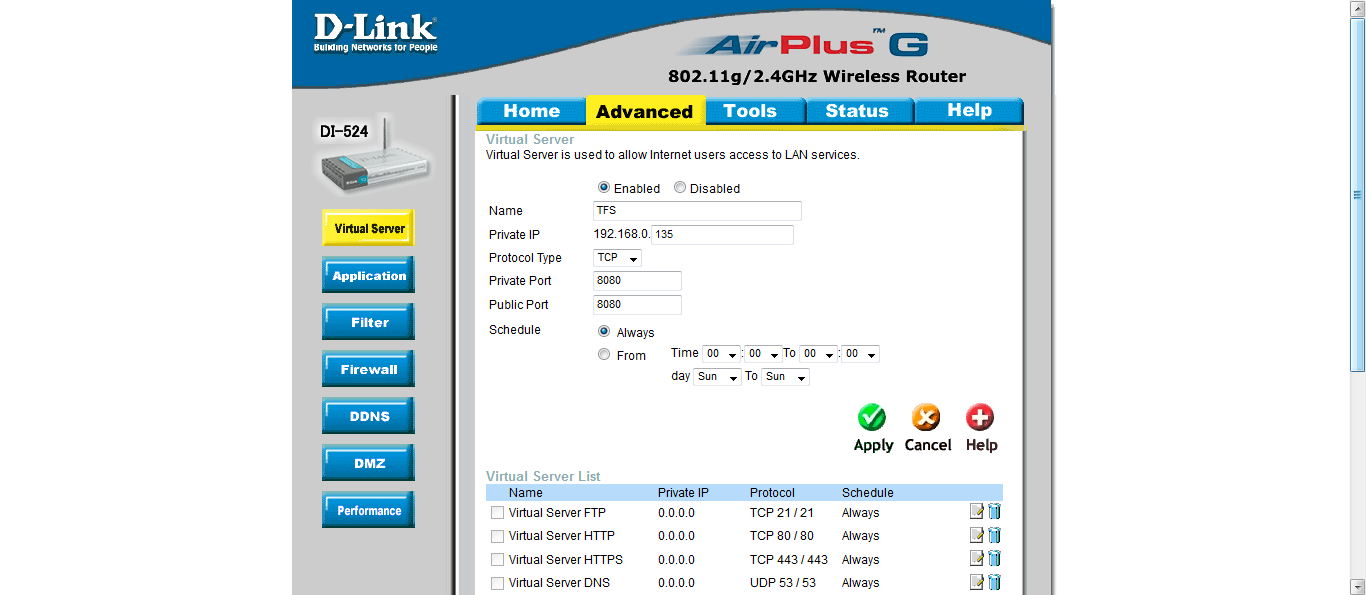 D-Link
Building Networks for People
AirPlus G™
802.11g/2.4GHz Wireless Router
Home Advanced Tools Status Help
DI-524
Virtual Server
Application
Filter
Firewall
DDNS
DMZ
Performance
Virtual Server
Virtual Server is used to allow Internet users access to LAN services.
Enabled Disabled
Name TFS
Private IP 192.168.0. 135
Protocol Type TCP
Private Port 8080
Public Port 8080
Schedule Always
From Time 00 : 00 To 00 : 00
day Sun To Sun
Apply Cancel Help
Virtual Server List
Name Private IP Protocol Schedule
Virtual Server FTP 0.0.0.0 TCP 21 / 21 Always
Virtual Server HTTP 0.0.0.0 TCP 80 / 80 Always
Virtual Server HTTPS 0.0.0.0 TCP 443 / 443 Always
Virtual Server DNS 0.0.0.0 UDP 53 / 53 Always